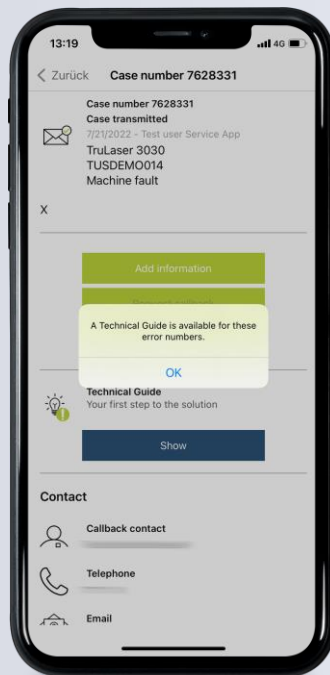 13:19
4G
Zurück
Case number 7628331
Case number 7628331
Case transmitted
7/21/2022 - Test user Service App
TruLaser 3030
TUSDEMO014
Machine fault
X
Add information
Request callback
A Technical Guide is available for these
error numbers.
OK
Technical Guide
Your first step to the solution
Show
Contact
Callback contact
Telephone
Email